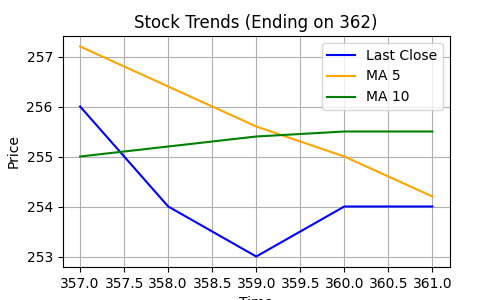 Stock Trends (Ending on 362)
Last Close
MA 5
MA 10
Price
257
256
255
254
253
357.0 357.5 358.0 358.5 359.0 359.5 360.0 360.5 361.0
Time